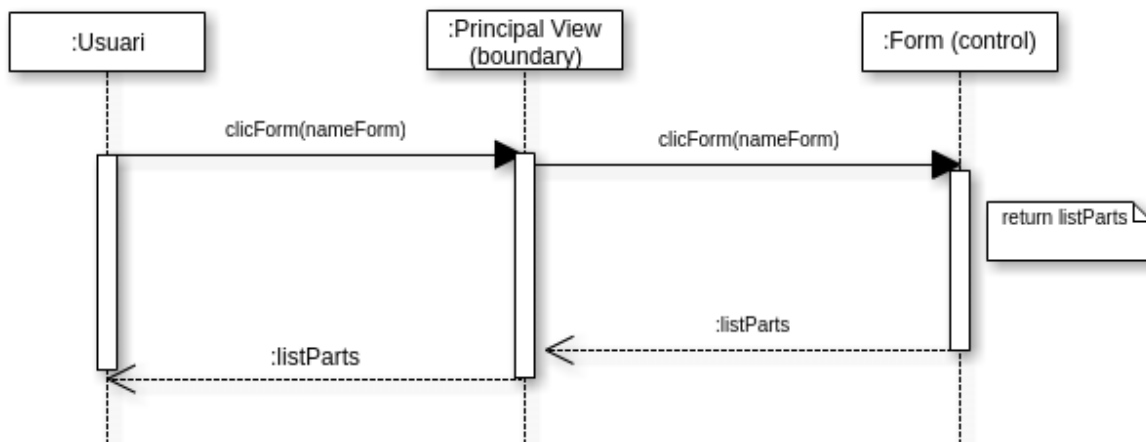 :Usuari
:Principal View
(boundary)
:Form (control)
clicForm(nameForm)
clicForm(nameForm)
return listParts
:listParts
:listParts